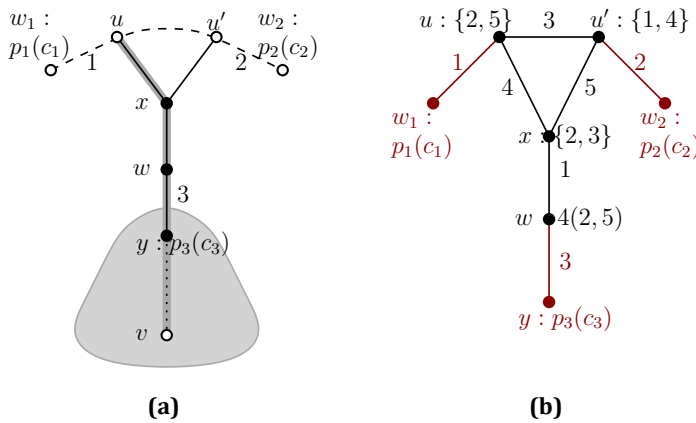 w₁ :
p₁(c₁)
u
u′
w₂ :
p₂(c₂)
1
2
x
w
3
y : p₃(c₃)
v
(a)
u : {2, 5}
3
u′ : {1, 4}
1
2
4
5
w₁ :
p₁(c₁)
x : {2, 3}
w₂ :
p₂(c₂)
1
w
4(2, 5)
3
y : p₃(c₃)
(b)